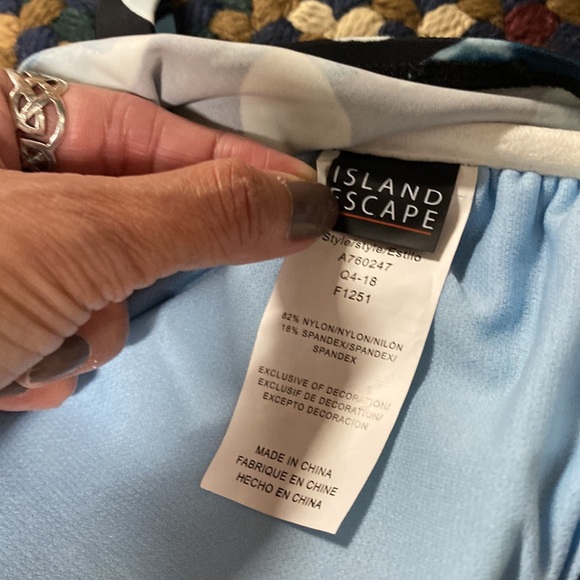 ISLAND
ESCAPE
Style/style/Estilo
A760247
Q4-18
F1251
82% NYLON/NYLON/NILÓN
18% SPANDEX/SPANDEX/
SPANDEX
EXCLUSIVE OF DECORATION/
EXCLUSIF DE DECORATION/
EXCEPTO DECORACION
MADE IN CHINA
FABRIQUE EN CHINE
HECHO EN CHINA